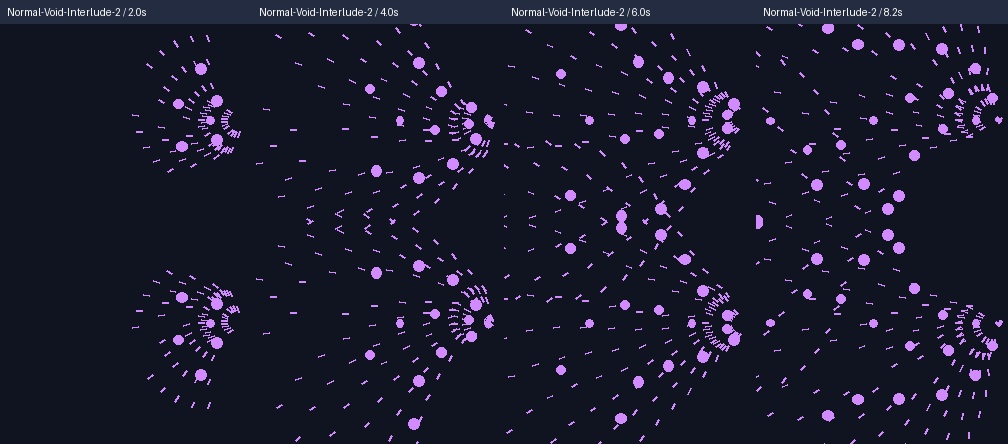 Normal-Void-Interlude-2 / 2.0s
Normal-Void-Interlude-2 / 4.0s
Normal-Void-Interlude-2 / 6.0s
Normal-Void-Interlude-2 / 8.2s